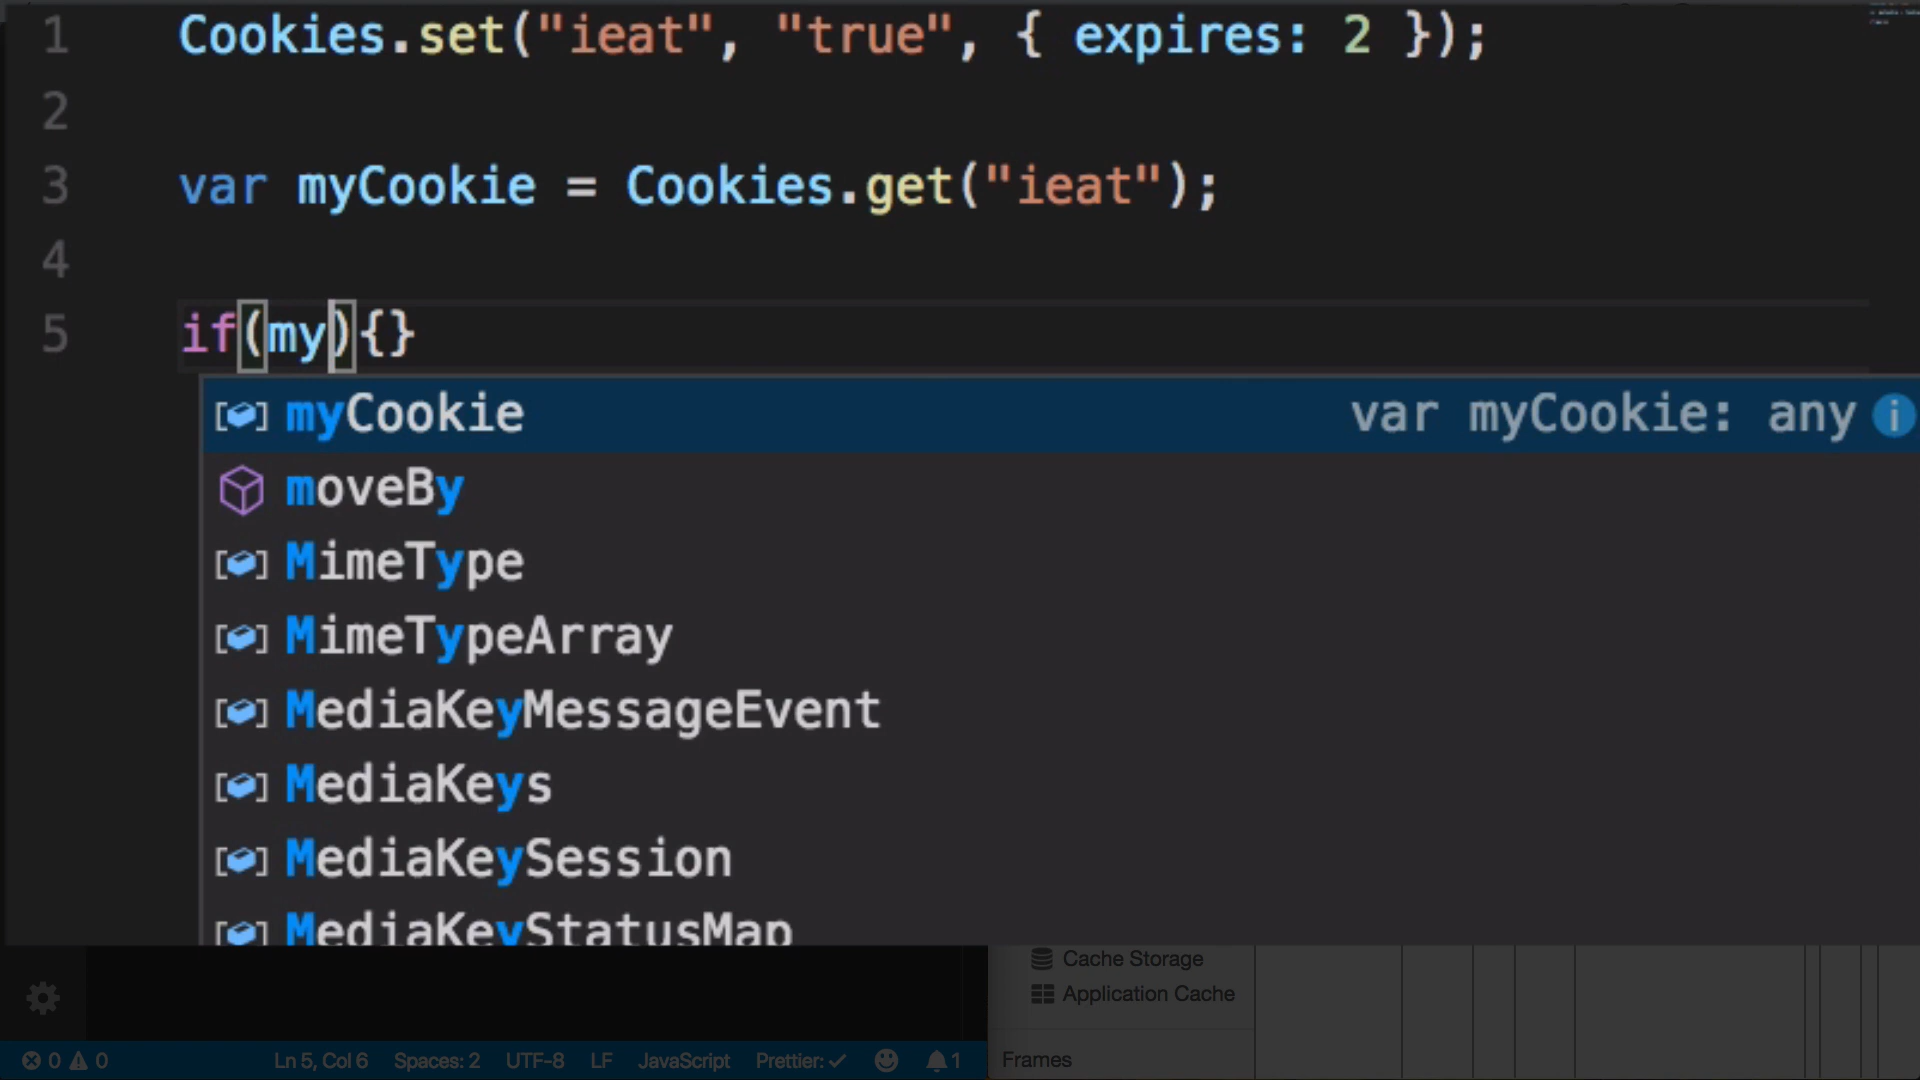 1 Cookies.set("ieat", "true", { expires: 2 });
2
3 var myCookie = Cookies.get("ieat");
4
5 if(my){}
myCookie var myCookie: any
moveBy
MimeType
MimeTypeArray
MediaKeyMessageEvent
MediaKeys
MediaKeySession
MediaKeyStatusMap
Cache Storage
Application Cache
0 0 Ln 5, Col 6 Spaces: 2 UTF-8 LF JavaScript Prettier: ✓ 1 Frames